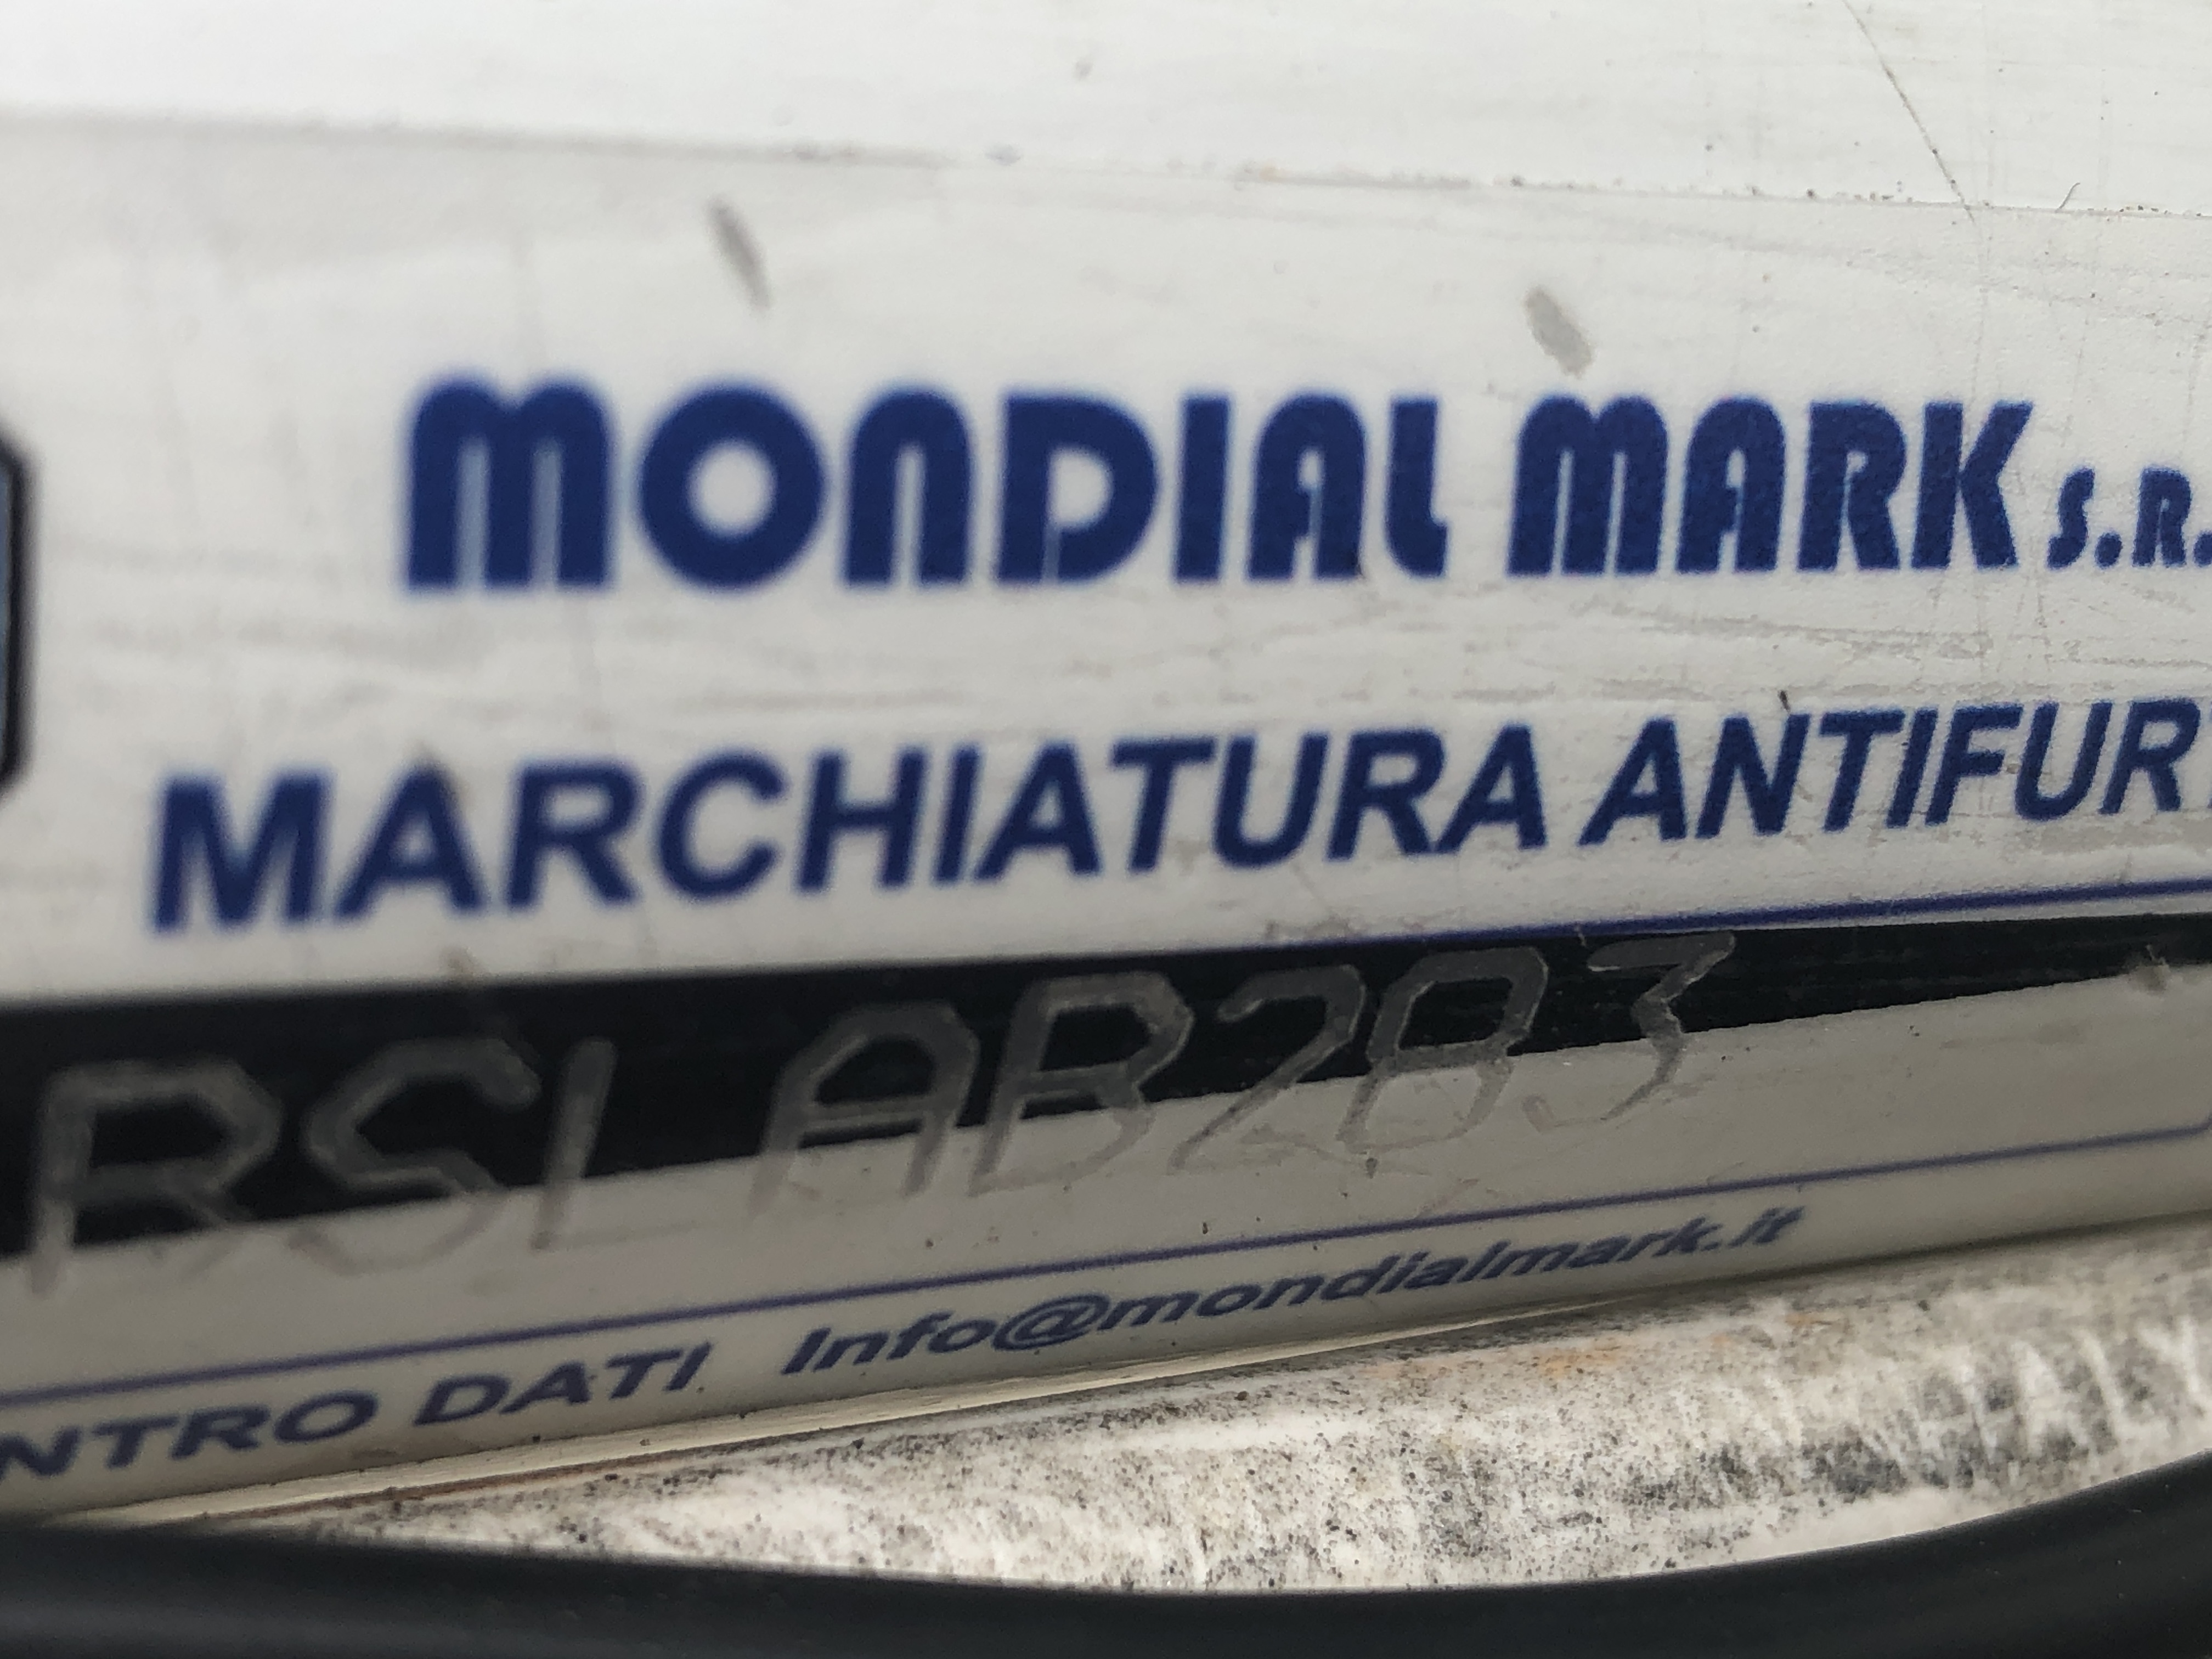 MONDIAL MARK S.R.
MARCHIATURA ANTIFUR
RSL AB283
NTRO DATI Info@mondialmark.it